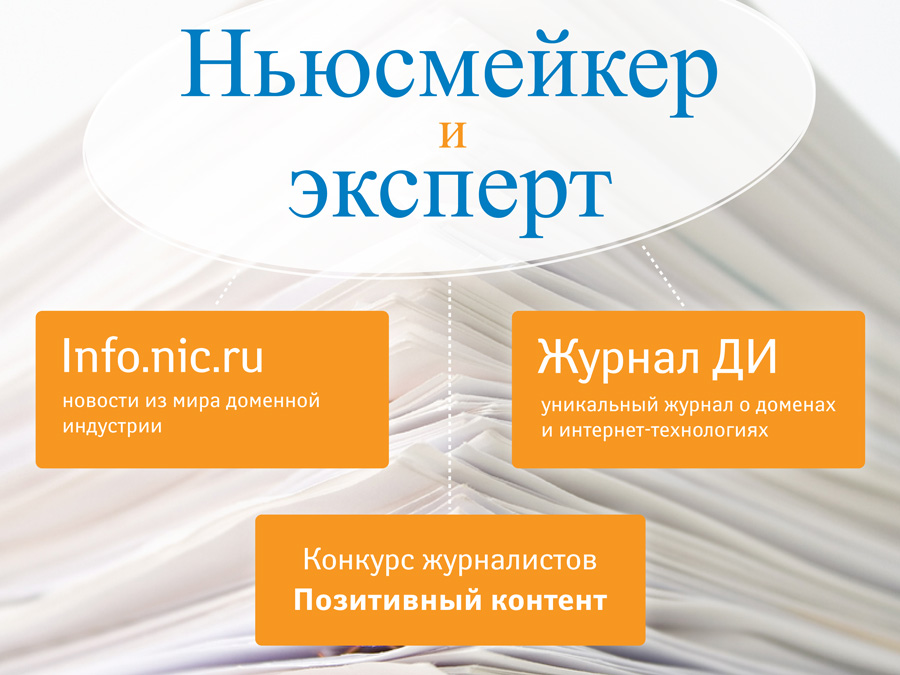 Ньюсмейкер
и
эксперт
Info.nic.ru
новости из мира доменной
индустрии
Журнал ДИ
уникальный журнал о доменах
и интернет-технологиях
Конкурс журналистов
Позитивный контент